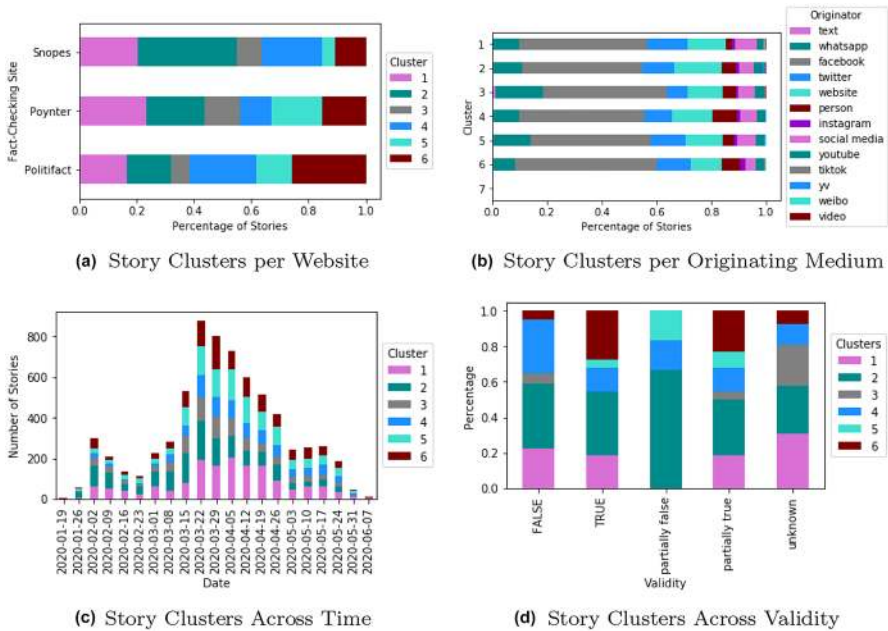 Snopes
Poynter
Politifact
Fact-Checking Site
0.0 0.2 0.4 0.6 0.8 1.0
Percentage of Stories
Cluster
1
2
3
4
5
6
(a) Story Clusters per Website
1
2
3
4
5
6
7
Cluster
0.0 0.2 0.4 0.6 0.8 1.0
Percentage of Stories
Originator
text
whatsapp
facebook
twitter
website
person
instagram
social media
youtube
tiktok
yv
weibo
video
(b) Story Clusters per Originating Medium
800
600
400
200
0
Number of Stories
Cluster
1
2
3
4
5
6
2020-01-19
2020-01-26
2020-02-02
2020-02-09
2020-02-16
2020-02-23
2020-03-01
2020-03-08
2020-03-15
2020-03-22
2020-03-29
2020-04-05
2020-04-12
2020-04-19
2020-04-26
2020-05-03
2020-05-10
2020-05-17
2020-05-24
2020-05-31
2020-06-07
Date
(c) Story Clusters Across Time
1.0
0.8
0.6
0.4
0.2
0.0
Percentage
Clusters
1
2
3
4
5
6
FALSE
TRUE
partially false
partially true
unknown
Validity
(d) Story Clusters Across Validity